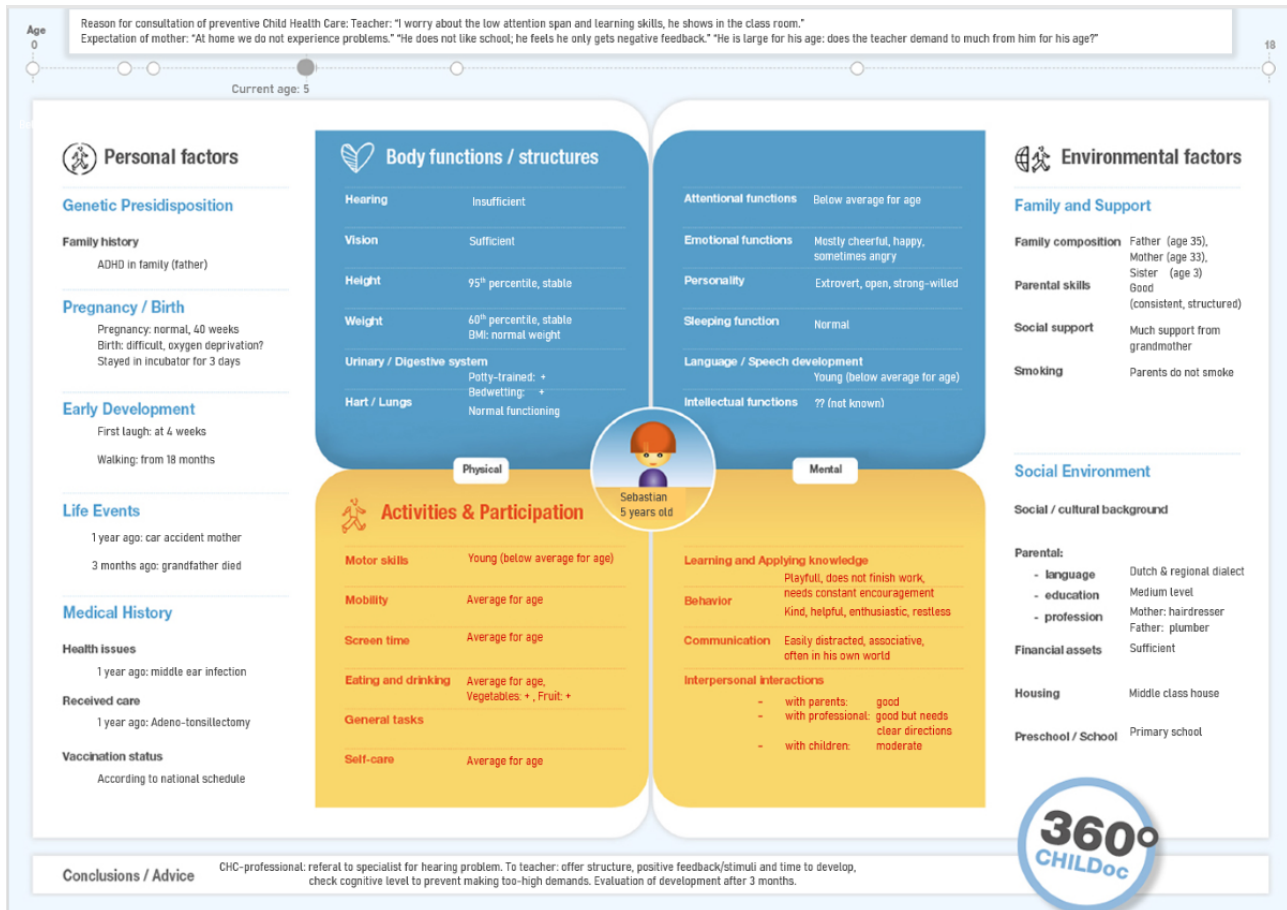 Reason for consultation of preventive Child Health Care: Teacher: “I worry about the low attention span and learning skills, he shows in the class room.”
Expectation of mother: “At home we do not experience problems.” “He does not like school; he feels he only gets negative feedback.” “He is large for his age: does the teacher demand to much from him for his age?”
Age
0
18
Current age: 5
Personal factors
Genetic Presidisposition
Family history
ADHD in family (father)
Pregnancy / Birth
Pregnancy: normal, 40 weeks
Birth: difficult, oxygen deprivation?
Stayed in incubator for 3 days
Early Development
First laugh: at 4 weeks
Walking: from 18 months
Life Events
1 year ago: car accident mother
3 months ago: grandfather died
Medical History
Health issues
1 year ago: middle ear infection
Received care
1 year ago: Adeno-tonsillectomy
Vaccination status
According to national schedule
Body functions / structures
Hearing Insufficient
Vision Sufficient
Height 95th percentile, stable
Weight 60th percentile, stable
BMI: normal weight
Urinary / Digestive system
Potty-trained: +
Bedwetting: +
Hart / Lungs Normal functioning
Attentional functions Below average for age
Emotional functions Mostly cheerful, happy,
sometimes angry
Personality Extrovert, open, strong-willed
Sleeping function Normal
Language / Speech development
Young (below average for age)
Intellectual functions ?? (not known)
Physical
Mental
Sebastian
5 years old
Activities & Participation
Motor skills Young (below average for age)
Mobility Average for age
Screen time Average for age
Eating and drinking Average for age,
Vegetables: + , Fruit: +
General tasks
Self-care Average for age
Learning and Applying knowledge
Playfull, does not finish work,
needs constant encouragement
Behavior Kind, helpful, enthusiastic, restless
Communication Easily distracted, associative,
often in his own world
Interpersonal interactions
- with parents: good
- with professional: good but needs
clear directions
- with children: moderate
Environmental factors
Family and Support
Family composition Father (age 35),
Mother (age 33),
Sister (age 3)
Parental skills Good
(consistent, structured)
Social support Much support from
grandmother
Smoking Parents do not smoke
Social Environment
Social / cultural background
Parental:
- language Dutch & regional dialect
- education Medium level
- profession Mother: hairdresser
Father: plumber
Financial assets Sufficient
Housing Middle class house
Preschool / School Primary school
360°
CHILDoc
Conclusions / Advice
CHC-professional: referal to specialist for hearing problem. To teacher: offer structure, positive feedback/stimuli and time to develop,
check cognitive level to prevent making too-high demands. Evaluation of development after 3 months.